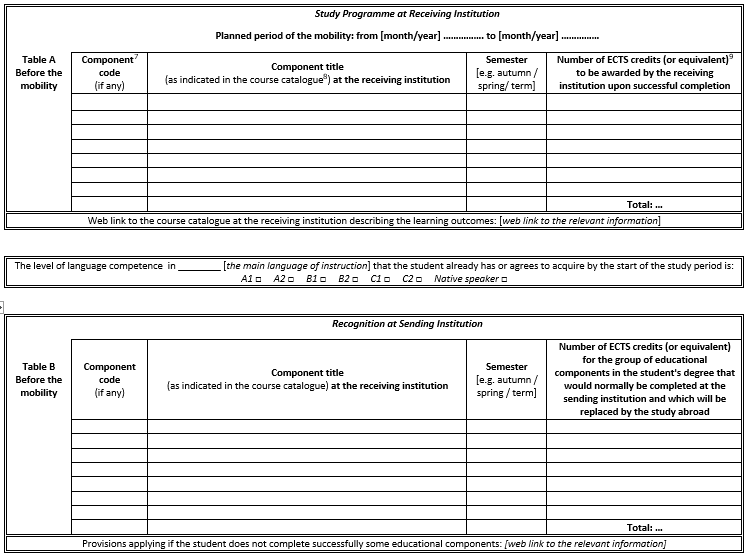 Study Programme at Receiving Institution
Planned period of the mobility: from [month/year] ................ to [month/year] ...............
Table A
Before the
mobility
Component7
code
(if any)
Component title
(as indicated in the course catalogue8) at the receiving institution
Semester
[e.g. autumn /
spring/ term]
Number of ECTS credits (or equivalent)9
to be awarded by the receiving
institution upon successful completion
Total: ...
Web link to the course catalogue at the receiving institution describing the learning outcomes: [web link to the relevant information]
The level of language competence in ________ [the main language of instruction] that the student already has or agrees to acquire by the start of the study period is:
A1 □ A2 □ B1 □ B2 □ C1 □ C2 □ Native speaker □
Recognition at Sending Institution
Table B
Before the
mobility
Component
code
(if any)
Component title
(as indicated in the course catalogue) at the receiving institution
Semester
[e.g. autumn /
spring / term]
Number of ECTS credits (or equivalent)
for the group of educational
components in the student's degree that
would normally be completed at the
sending institution and which will be
replaced by the study abroad
Total: ...
Provisions applying if the student does not complete successfully some educational components: [web link to the relevant information]